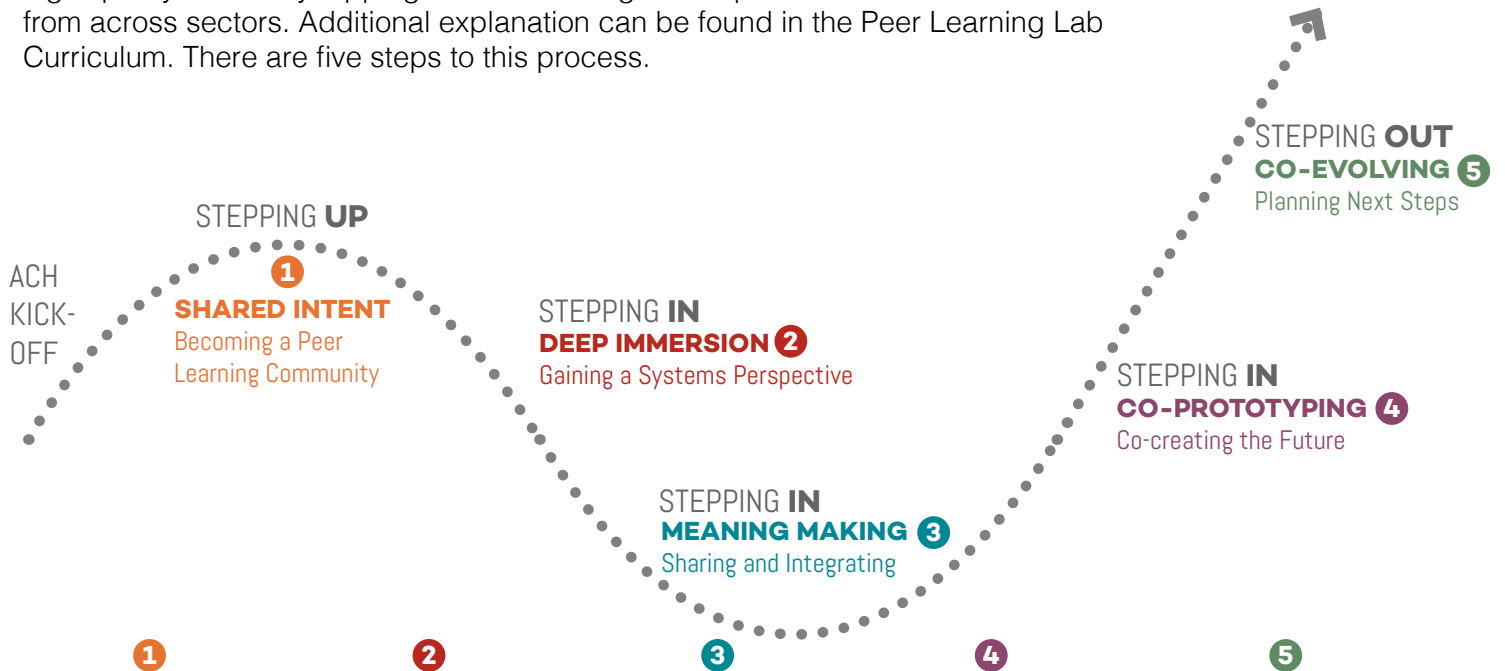 from across sectors. Additional explanation can be found in the Peer Learning Lab
Curriculum. There are five steps to this process.
STEPPING OUT
CO-EVOLVING 5
Planning Next Steps
STEPPING UP
1
SHARED INTENT
Becoming a Peer
Learning Community
ACH
KICK-
OFF
STEPPING IN
DEEP IMMERSION 2
Gaining a Systems Perspective
STEPPING IN
CO-PROTOTYPING 4
Co-creating the Future
STEPPING IN
MEANING MAKING 3
Sharing and Integrating
1 2 3 4 5